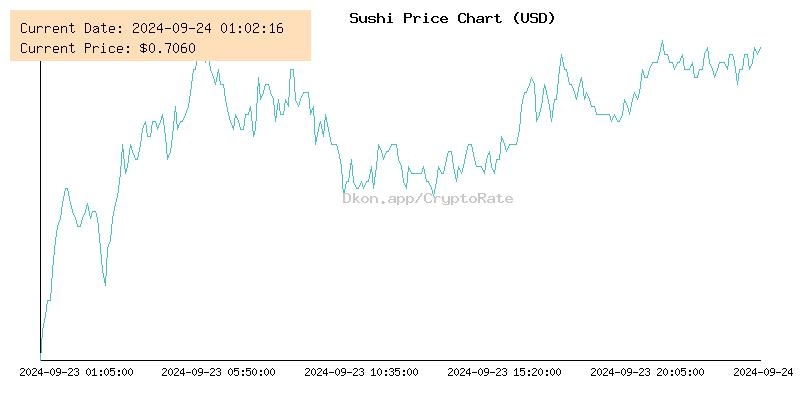 Sushi Price Chart (USD)
Current Date: 2024-09-24 01:02:16
Current Price: $0.7060
Dkon.app/CryptoRate
2024-09-23 01:05:00 2024-09-23 05:50:00 2024-09-23 10:35:00 2024-09-23 15:20:00 2024-09-23 20:05:00 2024-09-24